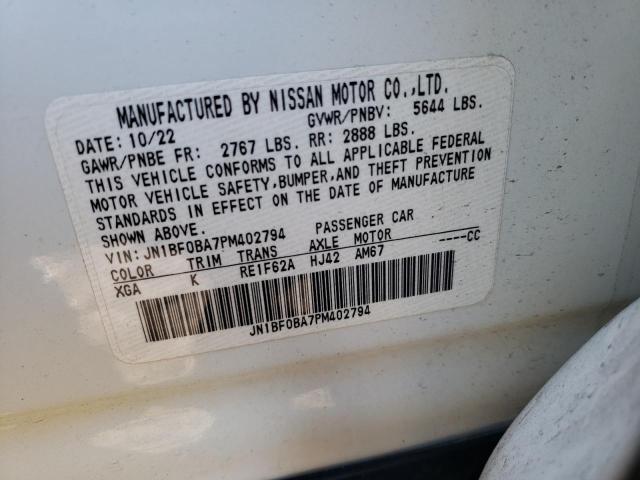 MANUFACTURED BY NISSAN MOTOR CO.,LTD.
DATE: 10/22 GVWR/PNBV: 5644 LBS.
GAWR/PNBE FR: 2767 LBS. RR: 2888 LBS.
THIS VEHICLE CONFORMS TO ALL APPLICABLE FEDERAL
MOTOR VEHICLE SAFETY,BUMPER,AND THEFT PREVENTION
STANDARDS IN EFFECT ON THE DATE OF MANUFACTURE
SHOWN ABOVE.
VIN: JN1BF0BA7PM402794 PASSENGER CAR
COLOR TRIM TRANS AXLE MOTOR ----CC
XGA K RE1F62A HJ42 AM67
JN1BF0BA7PM402794